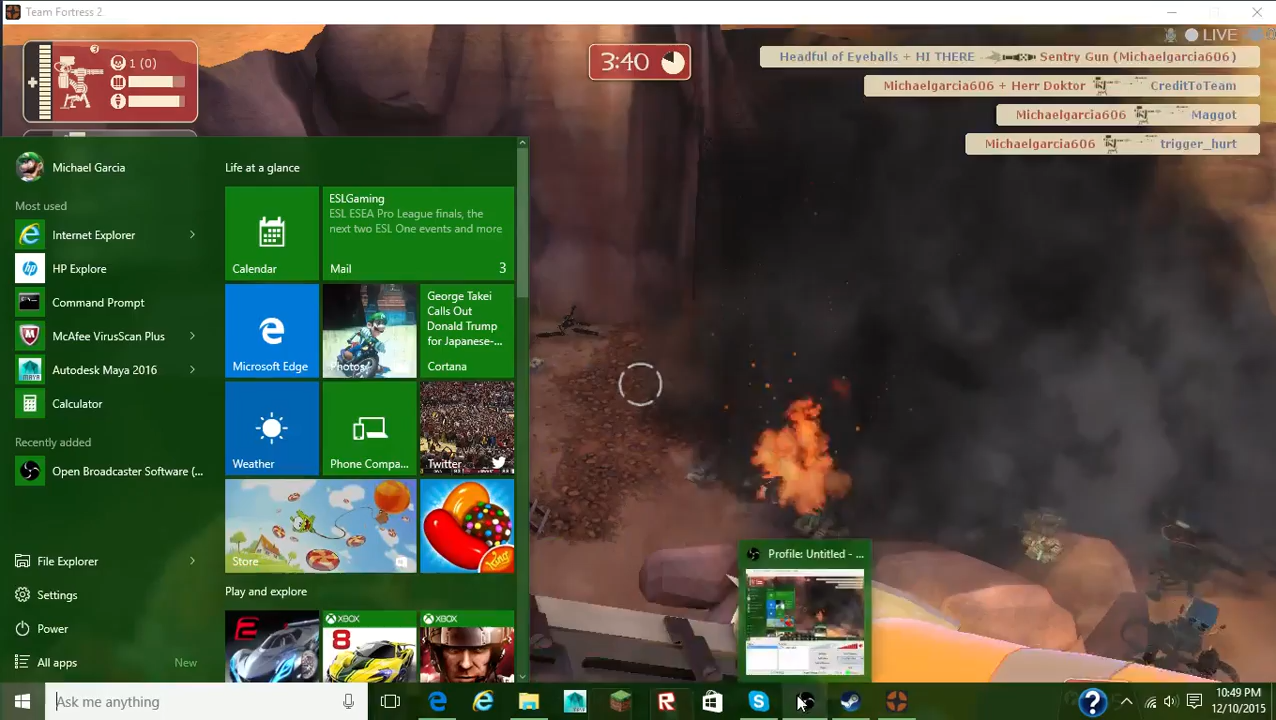 Team Fortress 2
3
1 (0)
3:40
LIVE
Headful of Eyeballs + HI THERE Sentry Gun (Michaelgarcia606)
Michaelgarcia606 + Herr Doktor CreditToTeam
Michaelgarcia606 Maggot
Michaelgarcia606 trigger_hurt
Michael Garcia
Most used
Internet Explorer
HP Explore
Command Prompt
McAfee VirusScan Plus
Autodesk Maya 2016
Calculator
Recently added
Open Broadcaster Software (...
File Explorer
Settings
Power
All apps New
Life at a glance
Calendar
ESLGaming
ESL ESEA Pro League finals, the
next two ESL One events and more
Mail 3
Microsoft Edge
Photos
George Takei
Calls Out
Donald Trump
for Japanese-...
Cortana
Weather
Phone Compa...
Twitter
Store
King
Play and explore
XBOX
8
XBOX
Profile: Untitled - ...
Ask me anything
10:49 PM
12/10/2015